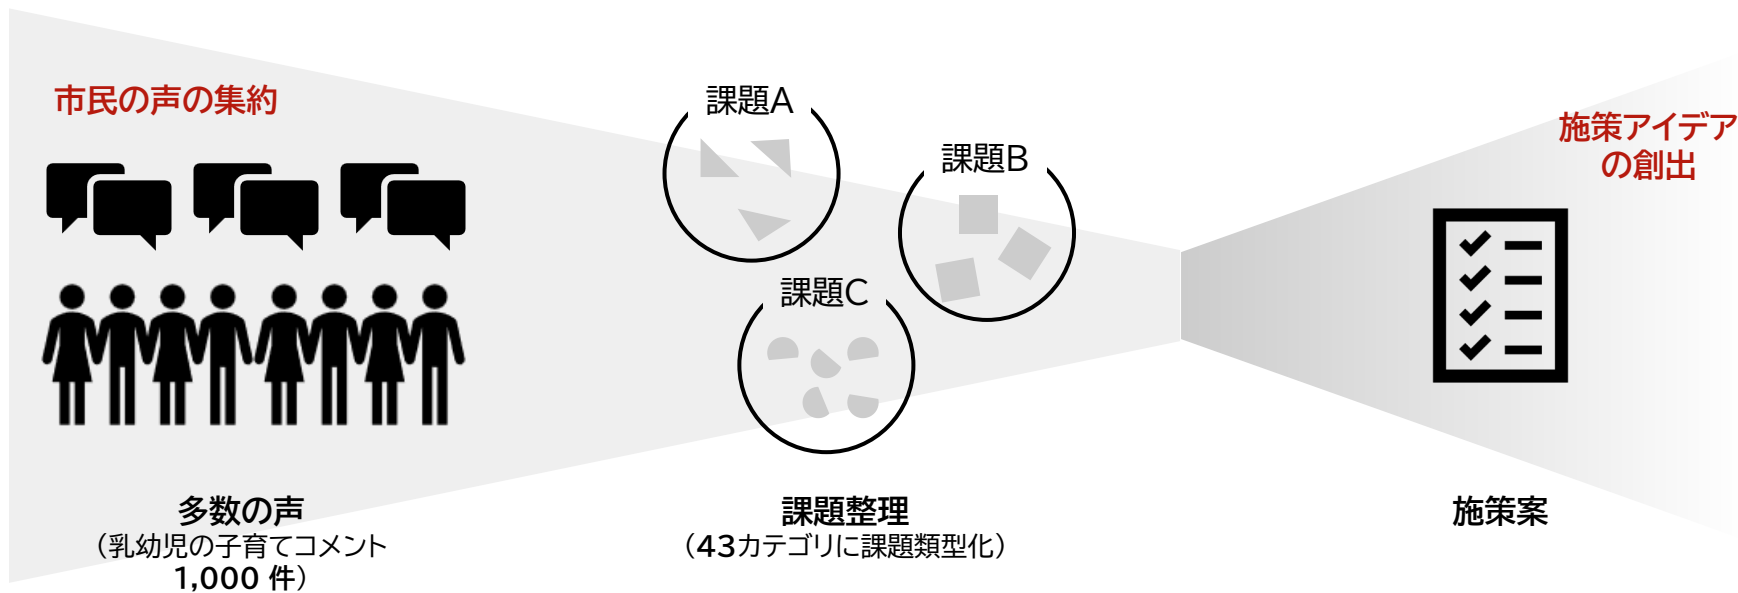 市民の声の集約
課題A
課題B
課題C
施策アイデア
の創出
多数の声
（乳幼児の子育てコメント
1,000 件）
課題整理
（43カテゴリに課題類型化）
施策案